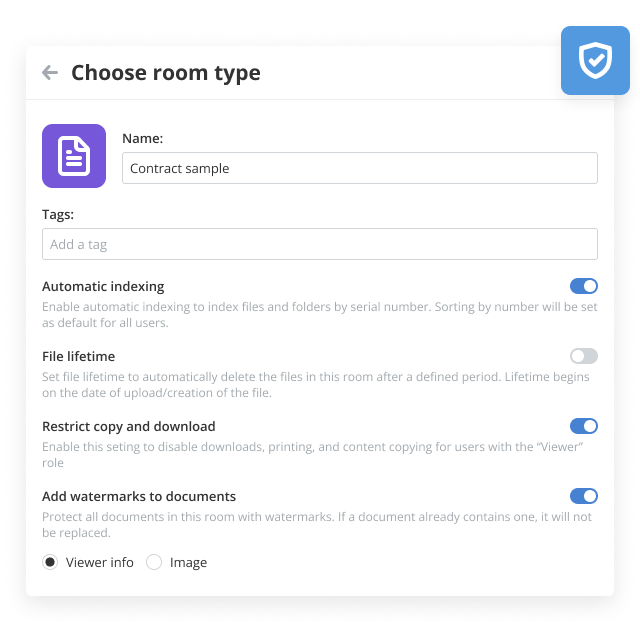 Choose room type
Name:
Contract sample
Tags:
Add a tag
Automatic indexing
Enable automatic indexing to index files and folders by serial number. Sorting by number will be set
as default for all users.
File lifetime
Set file lifetime to automatically delete the files in this room after a defined period. Lifetime begins
on the date of upload/creation of the file.
Restrict copy and download
Enable this seting to disable downloads, printing, and content copying for users with the “Viewer”
role
Add watermarks to documents
Protect all documents in this room with watermarks. If a document already contains one, it will not
be replaced.
Viewer info Image